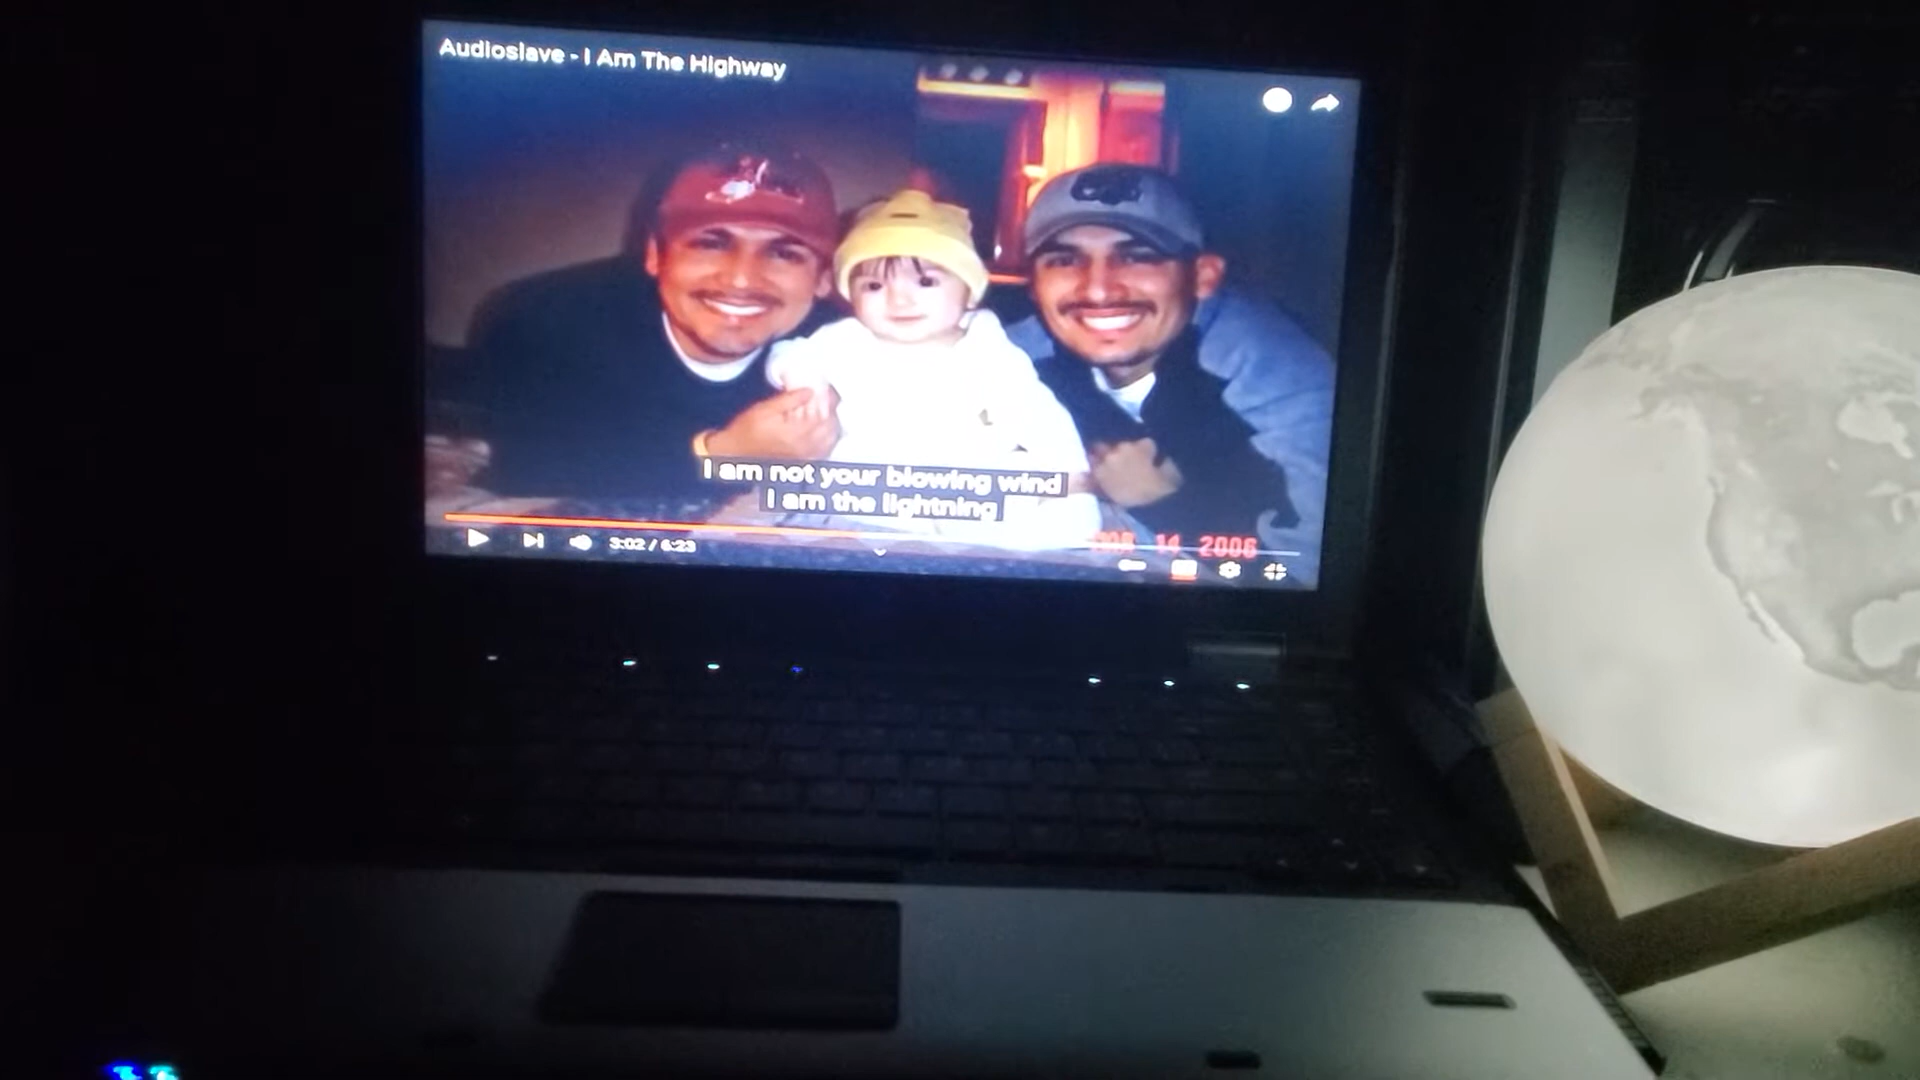 Audioslave - I Am The Highway
I am not your blowing wind
I am the lightning
3:02 / 6:23
14 2006